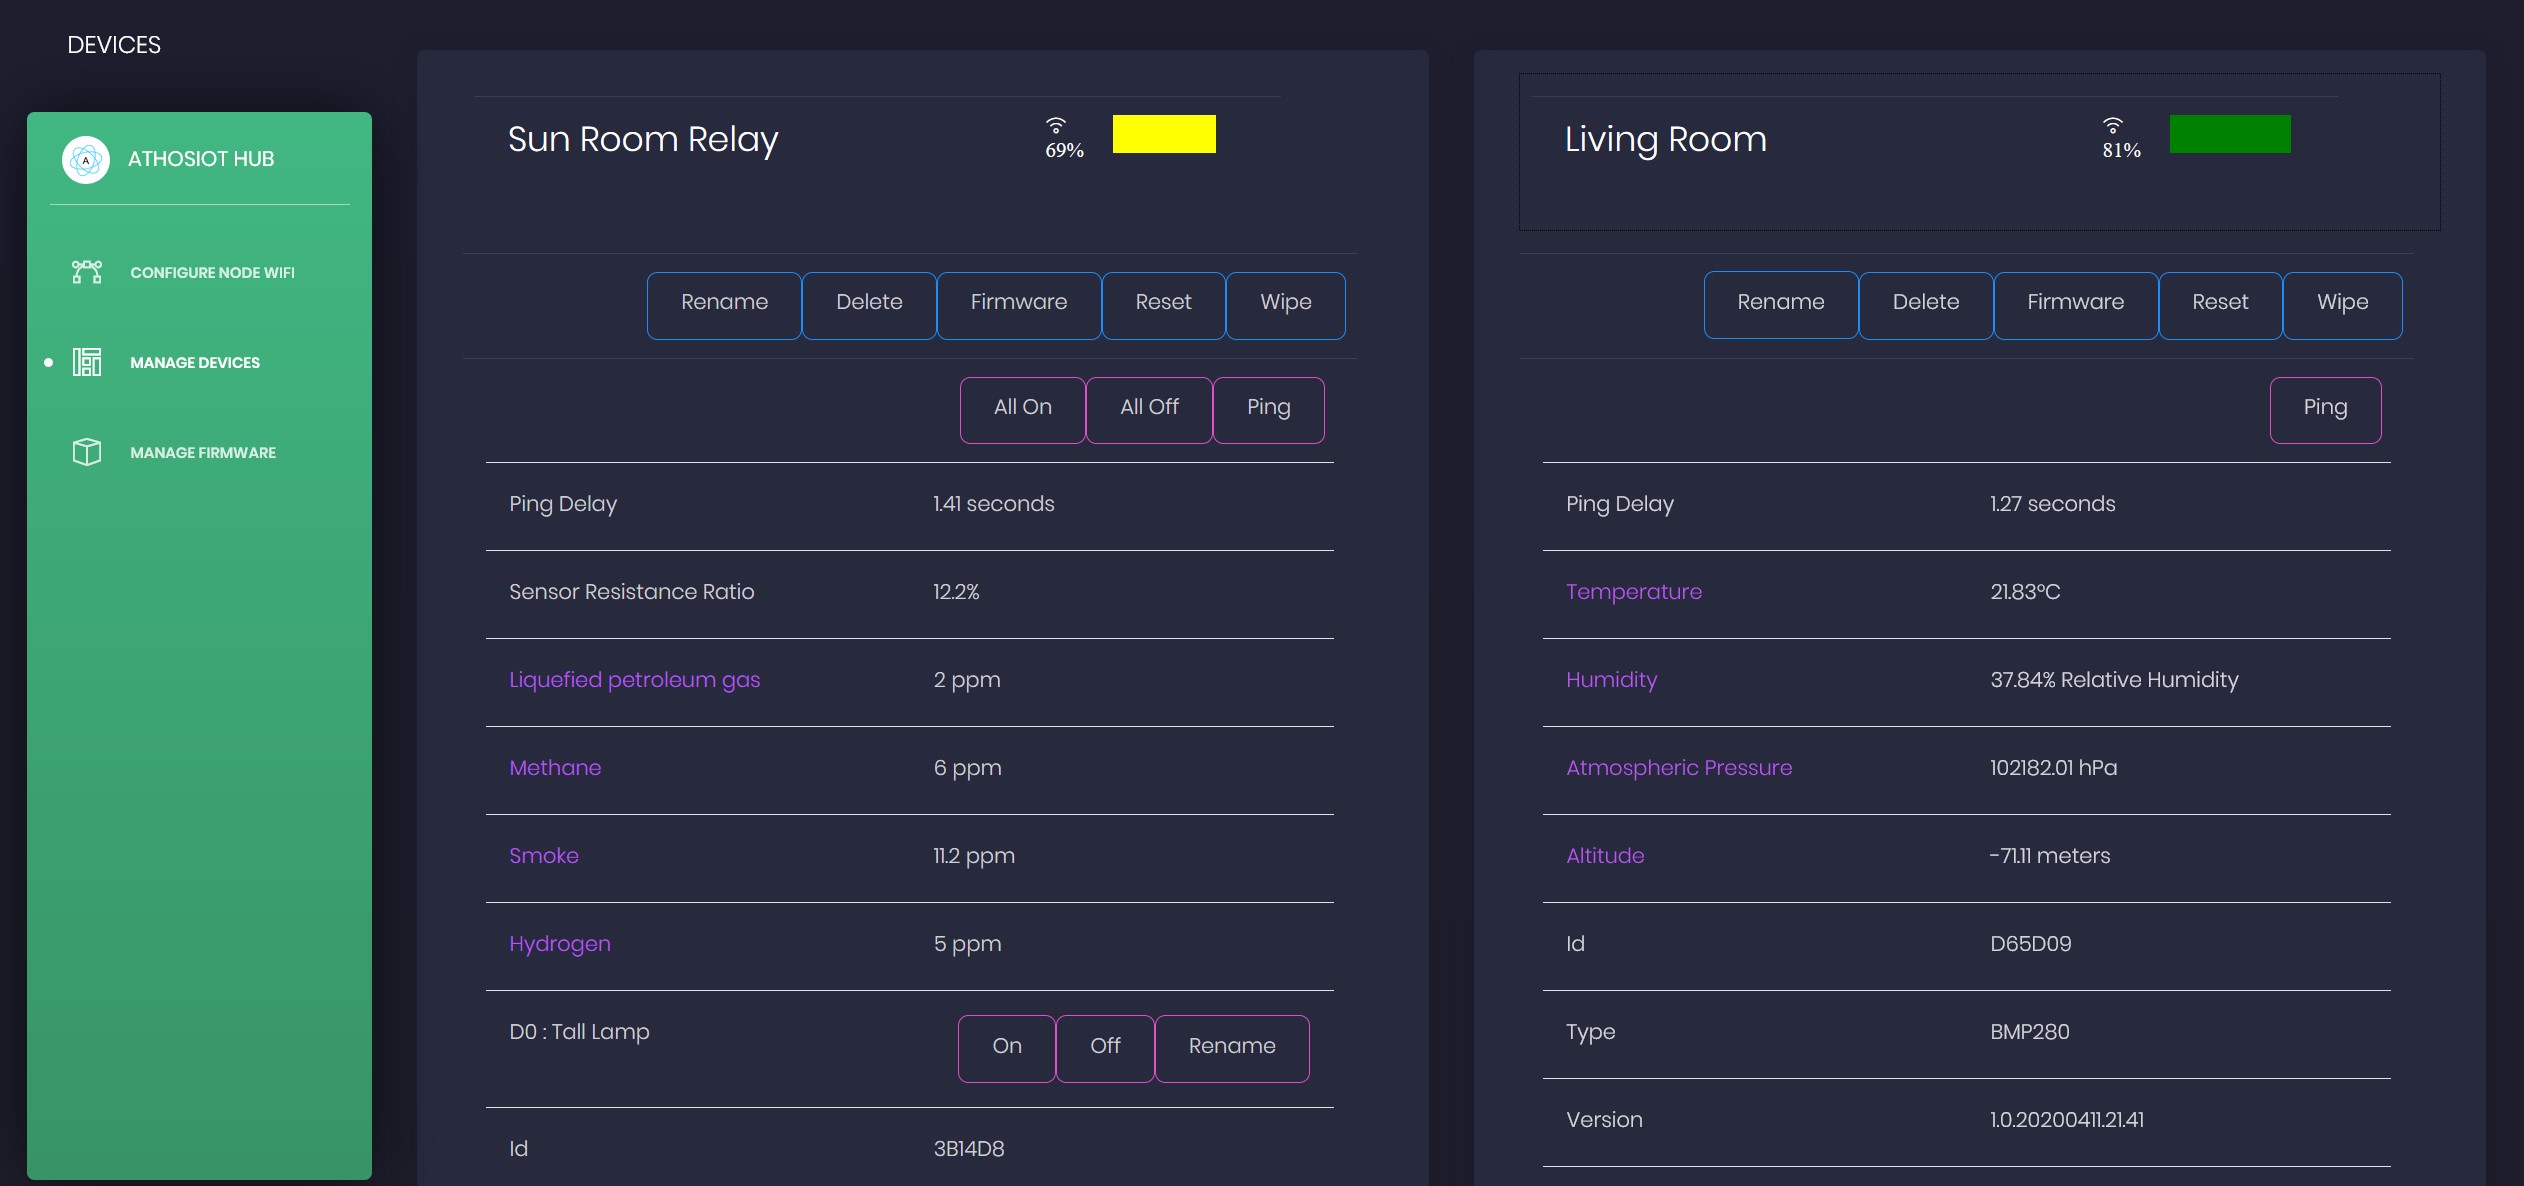 DEVICES
A
ATHOSIOT HUB
CONFIGURE NODE WIFI
MANAGE DEVICES
MANAGE FIRMWARE
Sun Room Relay
69%
Rename Delete Firmware Reset Wipe
All On All Off Ping
Ping Delay 1.41 seconds
Sensor Resistance Ratio 12.2%
Liquefied petroleum gas 2 ppm
Methane 6 ppm
Smoke 11.2 ppm
Hydrogen 5 ppm
D0 : Tall Lamp On Off Rename
Id 3B14D8
Living Room
81%
Rename Delete Firmware Reset Wipe
Ping
Ping Delay 1.27 seconds
Temperature 21.83°C
Humidity 37.84% Relative Humidity
Atmospheric Pressure 102182.01 hPa
Altitude -71.11 meters
Id D65D09
Type BMP280
Version 1.0.20200411.21.41